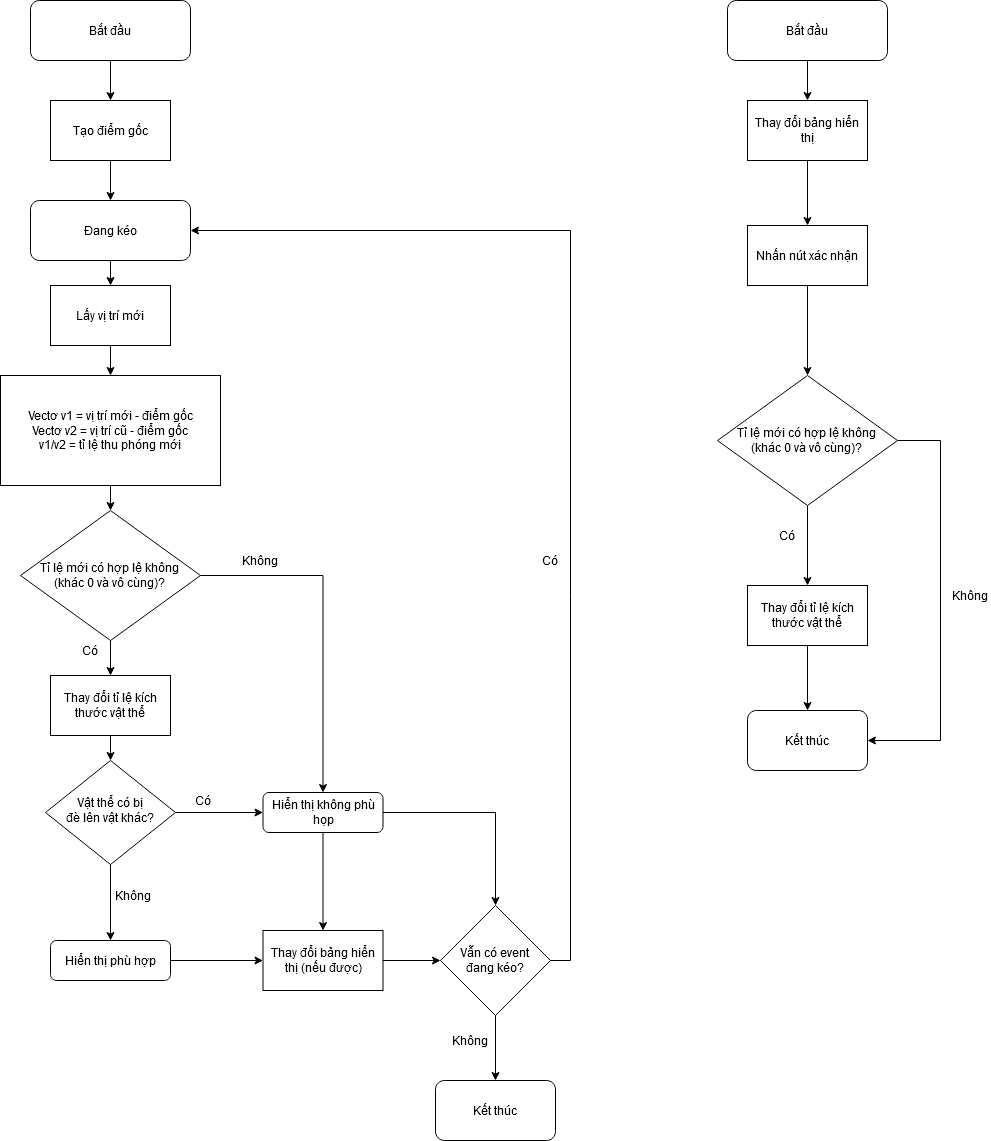 Bắt đầu
Tạo điểm gốc
Đang kéo
Lấy vị trí mới
Vectơ v1 = vị trí mới - điểm gốc
Vectơ v2 = vị trí cũ - điểm gốc
v1/v2 = tỉ lệ thu phóng mới
Tỉ lệ mới có hợp lệ không
(khác 0 và vô cùng)?
Không
Có
Có
Thay đổi tỉ lệ kích
thước vật thể
Vật thể có bị
đè lên vật khác?
Có
Hiển thị không phù
họp
Không
Hiển thị phù hợp
Thay đổi bảng hiển
thị (nếu được)
Vẫn có event
đang kéo?
Không
Kết thúc
Bắt đầu
Thay đổi bảng hiển
thị
Nhấn nút xác nhận
Tỉ lệ mới có hợp lệ không
(khác 0 và vô cùng)?
Có
Không
Thay đổi tỉ lệ kích
thước vật thể
Kết thúc